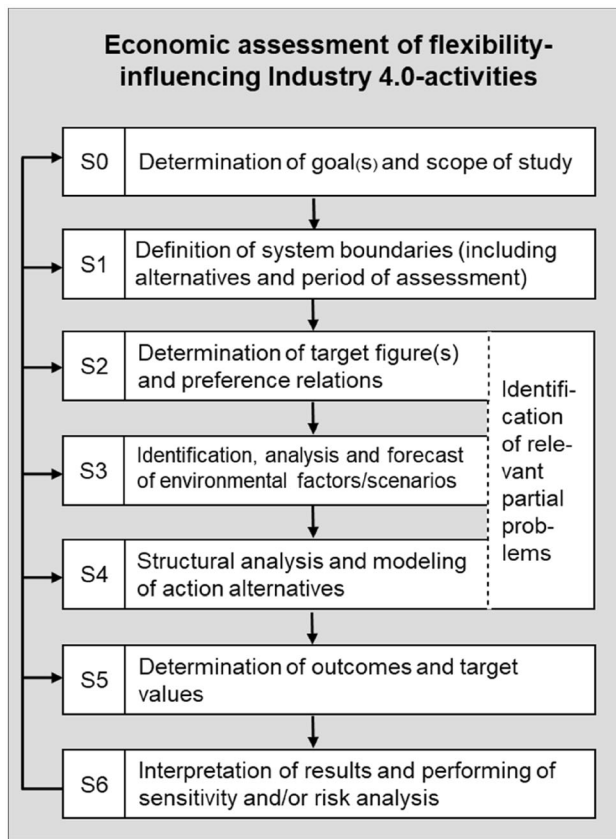 Economic assessment of flexibility-
influencing Industry 4.0-activities
S0
Determination of goal(s) and scope of study
S1
Definition of system boundaries (including
alternatives and period of assessment)
S2
Determination of target figure(s)
and preference relations
S3
Identification, analysis and forecast
of environmental factors/scenarios
S4
Structural analysis and modeling
of action alternatives
Identifi-
cation
of rele-
vant
partial
prob-
lems
S5
Determination of outcomes and target
values
S6
Interpretation of results and performing of
sensitivity and/or risk analysis